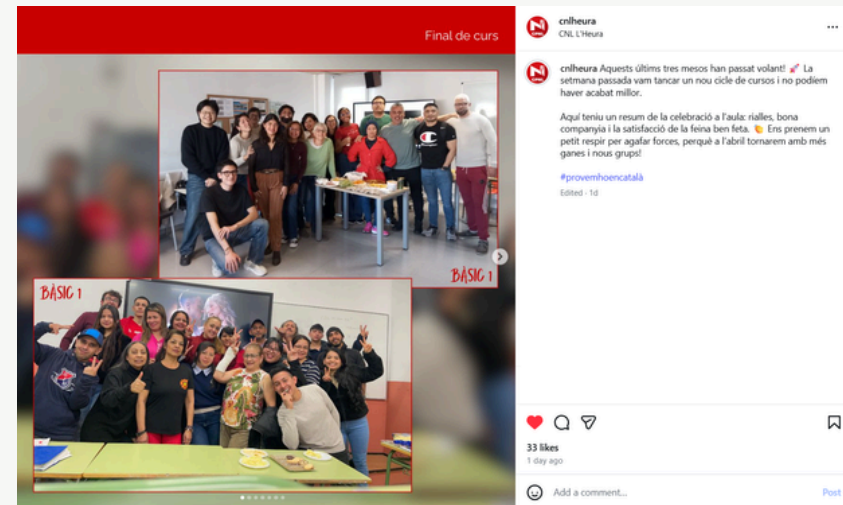 Final de curs
BÀSIC 1
BÀSIC 1
cnlheura
CNL L'Heura
cnlheura Aquests últims tres mesos han passat volant! 🚀 La
setmana passada vam tancar un nou cicle de cursos i no podíem
haver acabat millor.
Aquí teniu un resum de la celebració a l'aula: rialles, bona
companyia i la satisfacció de la feina ben feta. 👏 Ens prenem un
petit respir per agafar forces, perquè a l'abril tornarem amb més
ganes i nous grups!
#provemhoencatalà
Edited · 1d
33 likes
1 day ago
Add a comment...
Post